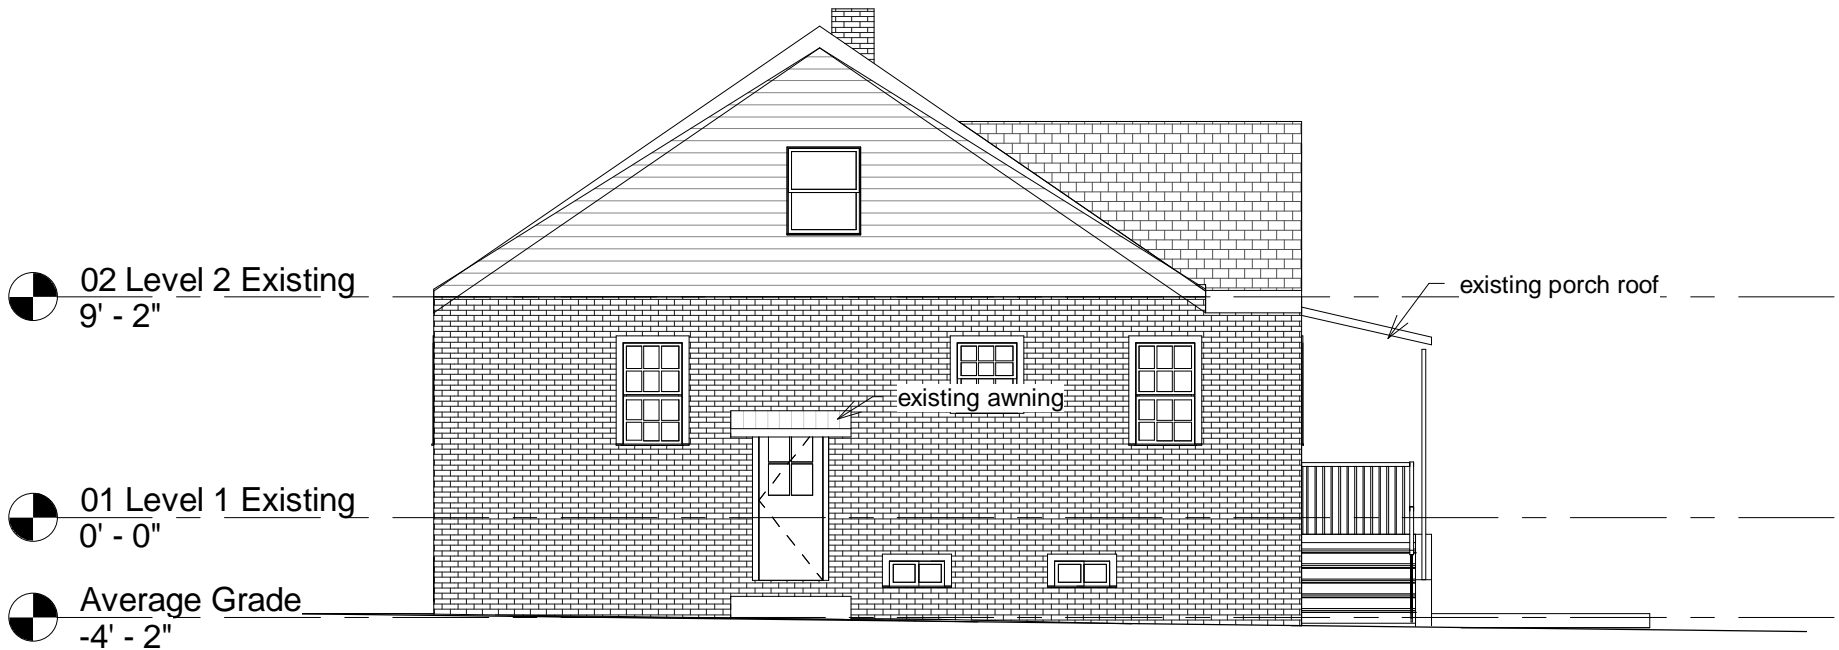 02 Level 2 Existing
9' - 2"
existing porch roof
existing awning
01 Level 1 Existing
0' - 0"
Average Grade
-4' - 2"